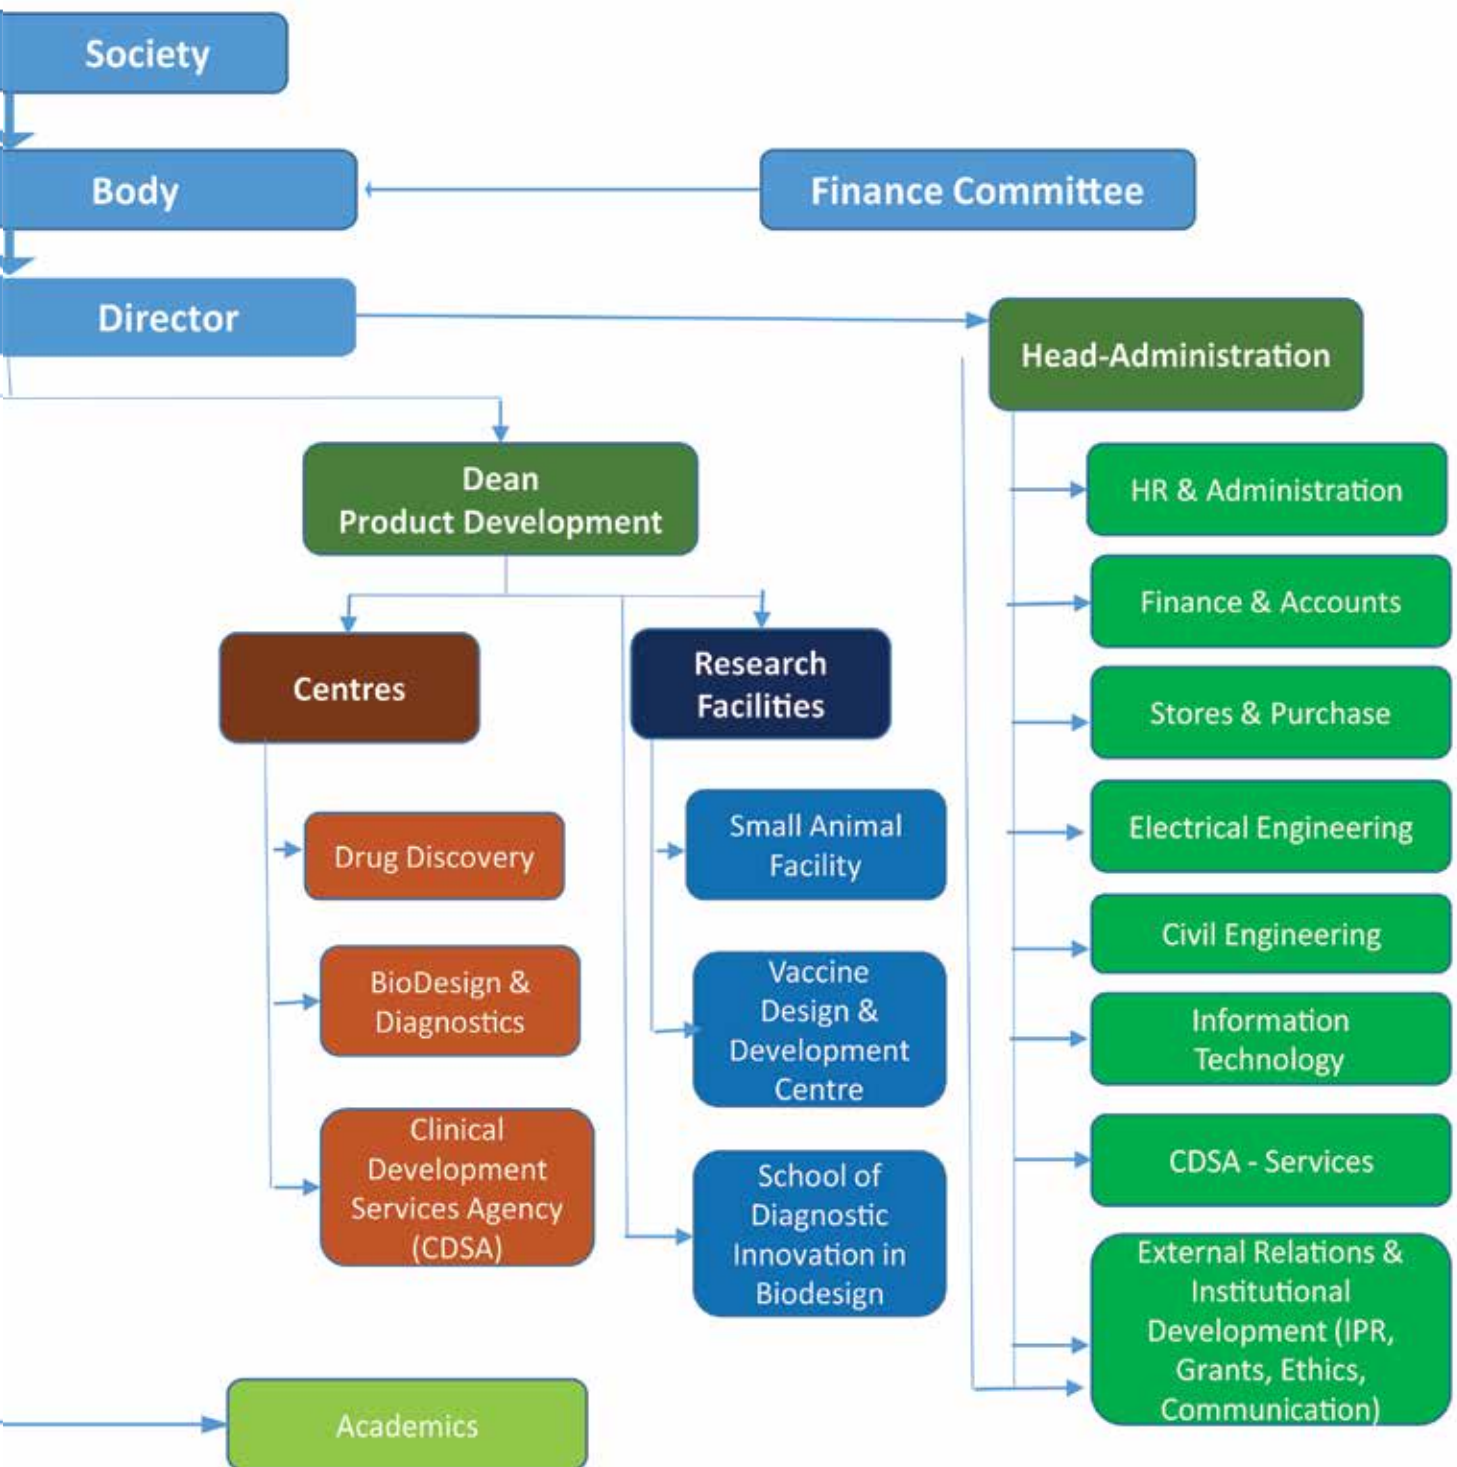 Society
Body
Finance Committee
Director
Head-Administration
Dean
Product Development
Centres
Research
Facilities
Drug Discovery
BioDesign &
Diagnostics
Clinical
Development
Services Agency
(CDSA)
Small Animal
Facility
Vaccine
Design &
Development
Centre
School of
Diagnostic
Innovation in
Biodesign
HR & Administration
Finance & Accounts
Stores & Purchase
Electrical Engineering
Civil Engineering
Information
Technology
CDSA - Services
External Relations &
Institutional
Development (IPR,
Grants, Ethics,
Communication)
Academics